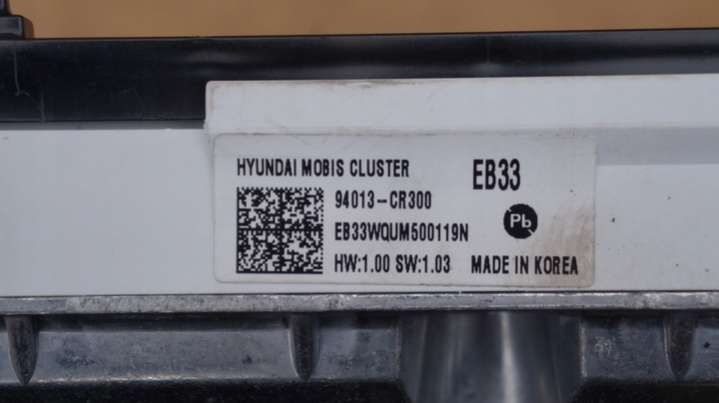 HYUNDAI MOBIS CLUSTER EB33
94013-CR300
Pb
EB33WQUM500119N
HW:1.00 SW:1.03 MADE IN KOREA